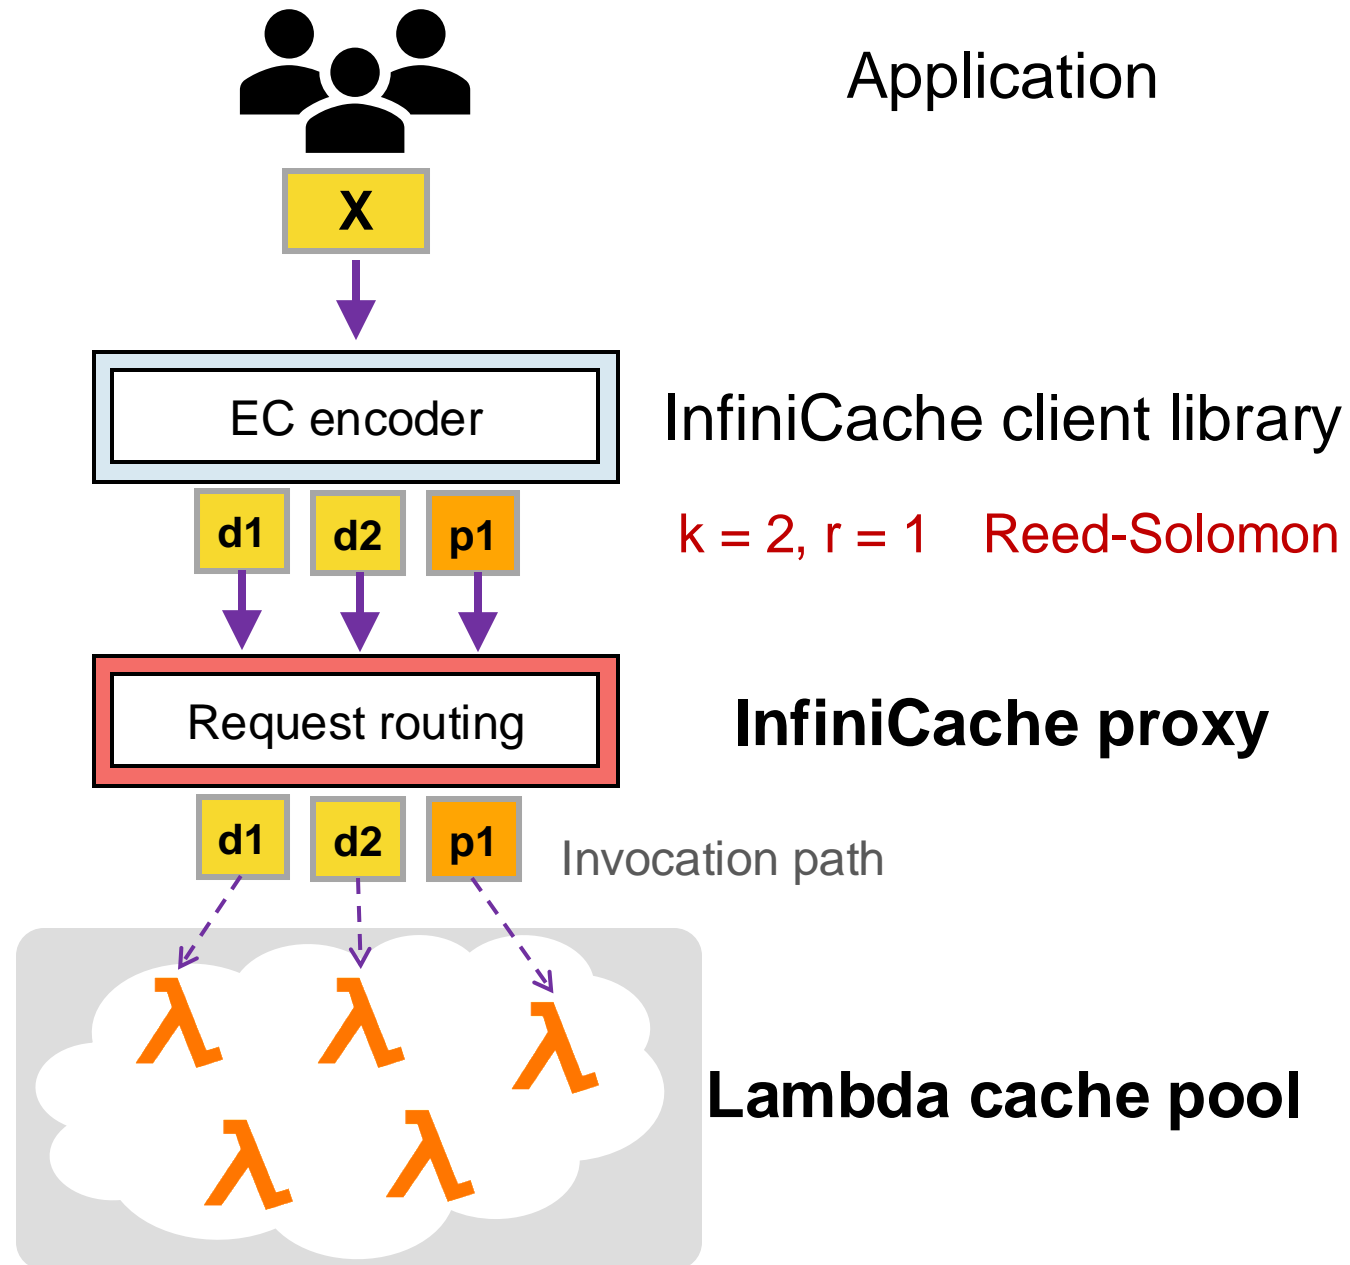 Application
X
EC encoder
InfiniCache client library
d1 d2 p1
k = 2, r = 1 Reed-Solomon
Request routing
InfiniCache proxy
d1 d2 p1
Invocation path
λ λ λ
Lambda cache pool
λ λ